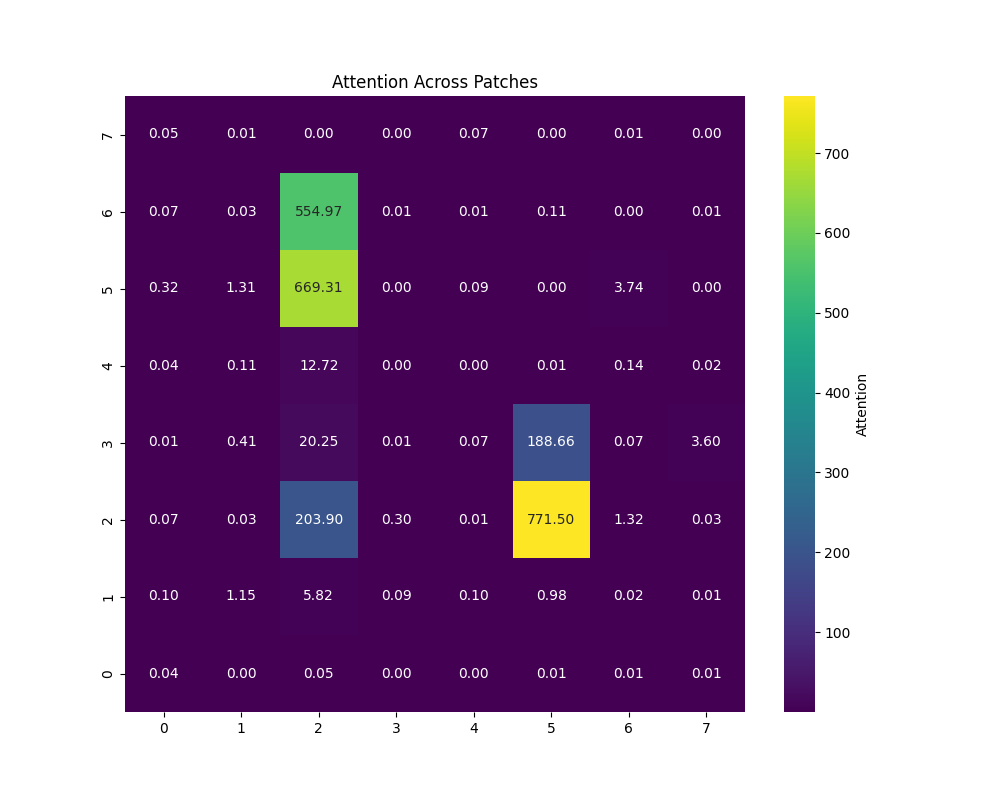 Attention Across Patches
7 0.05 0.01 0.00 0.00 0.07 0.00 0.01 0.00
6 0.07 0.03 554.97 0.01 0.01 0.11 0.00 0.01
5 0.32 1.31 669.31 0.00 0.09 0.00 3.74 0.00
4 0.04 0.11 12.72 0.00 0.00 0.01 0.14 0.02
3 0.01 0.41 20.25 0.01 0.07 188.66 0.07 3.60
2 0.07 0.03 203.90 0.30 0.01 771.50 1.32 0.03
1 0.10 1.15 5.82 0.09 0.10 0.98 0.02 0.01
0 0.04 0.00 0.05 0.00 0.00 0.01 0.01 0.01
0 1 2 3 4 5 6 7
700
600
500
400
300
200
100
Attention